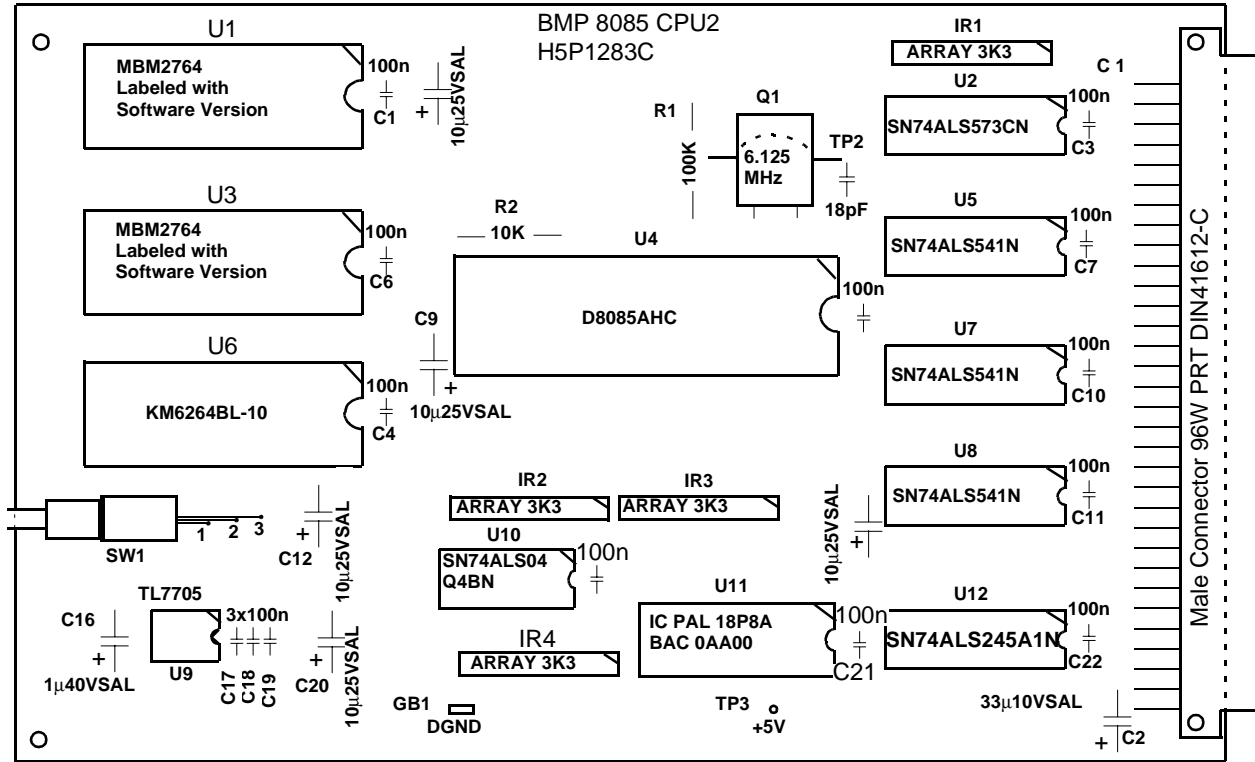 BMP 8085 CPU2
H5P1283C
U1
MBM2764
Labeled with
Software Version
100n
C1
+
10µ25VSAL
IR1
ARRAY 3K3
C 1
U2
SN74ALS573CN
100n
C3
R1
100K
Q1
6.125
MHz
TP2
18pF
U3
MBM2764
Labeled with
Software Version
100n
C6
R2
10K
U4
D8085AHC
100n
U5
SN74ALS541N
100n
C7
Male Connector 96W PRT DIN41612-C
U6
KM6264BL-10
100n
C4
C9
+
10µ25VSAL
U7
SN74ALS541N
100n
C10
U8
SN74ALS541N
100n
C11
IR2
ARRAY 3K3
IR3
ARRAY 3K3
10µ25VSAL
+
1 2 3
SW1
C12
+
10µ25VSAL
U10
SN74ALS04
Q4BN
100n
TL7705
U9
3x100n
C17
C18
C19
C16
+
1µ40VSAL
C20
+
10µ25VSAL
IR4
ARRAY 3K3
U11
IC PAL 18P8A
BAC 0AA00
100n
C21
U12
SN74ALS245A1N
100n
C22
GB1
DGND
TP3
+5V
33µ10VSAL
+
C2